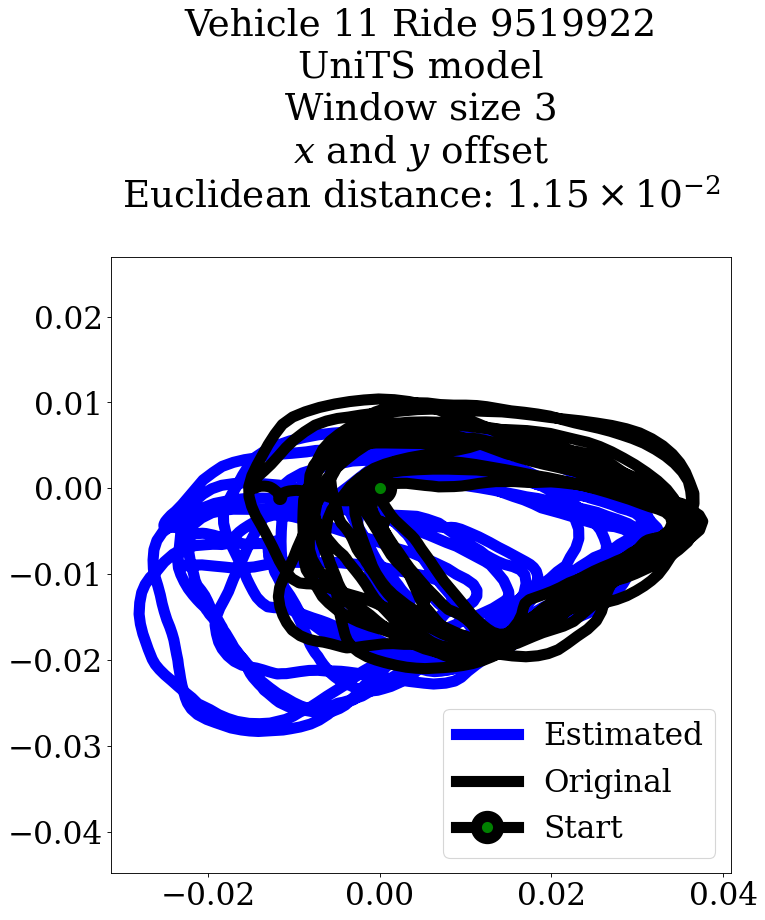 Vehicle 11 Ride 9519922
UniTS model
Window size 3
x and y offset
Euclidean distance: 1.15 × 10⁻²
0.02
0.01
0.00
−0.01
−0.02
−0.03
−0.04
Estimated
Original
Start
−0.02
0.00
0.02
0.04